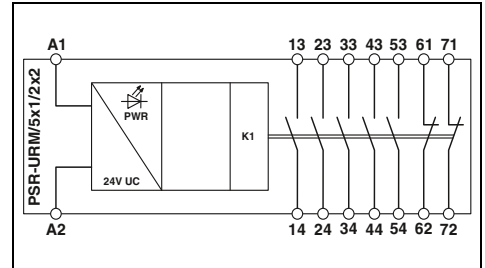 A1 13 23 33 43 53 61 71
PSR-URM/5x1/2x2
PWR
K1
24V UC
A2 14 24 34 44 54 62 72